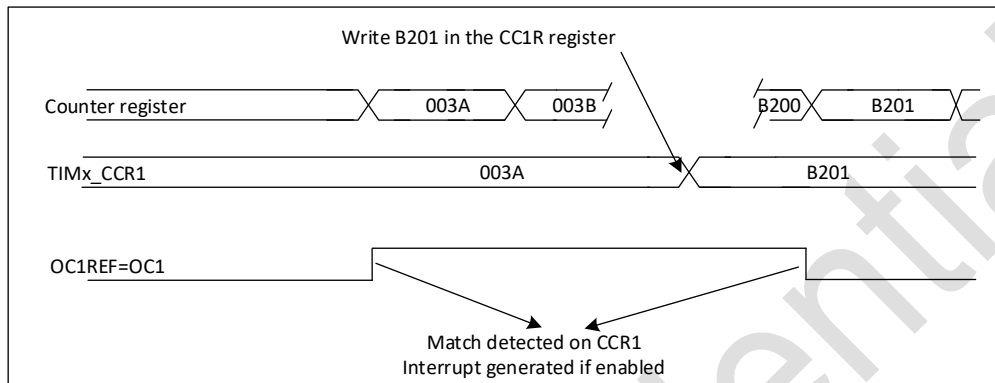 Write B201 in the CC1R register
Counter register 003A 003B B200 B201
TIMx_CCR1 003A B201
OC1REF=OC1
Match detected on CCR1
Interrupt generated if enabled